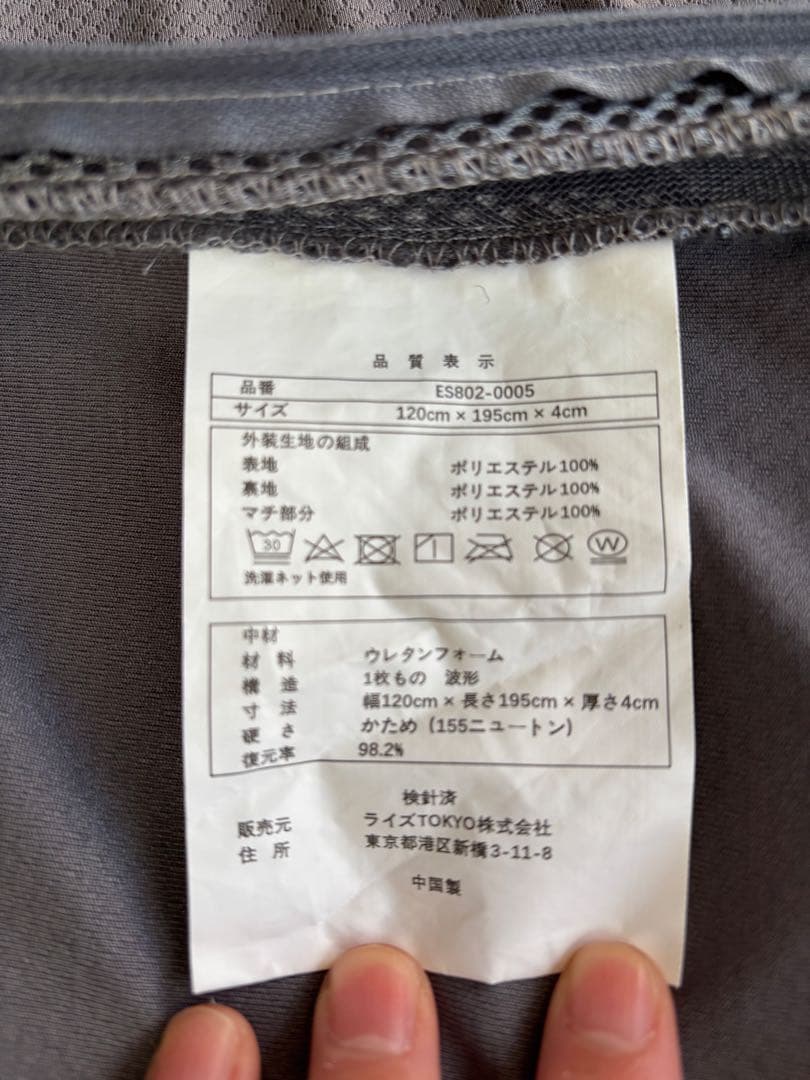 品質表示
品番 ES802-0005
サイズ 120cm × 195cm × 4cm
外装生地の組成
表地 ポリエステル100%
裏地 ポリエステル100%
マチ部分 ポリエステル100%
30 W
洗濯ネット使用
中材
材料 ウレタンフォーム
構造 1枚もの 波形
寸法 幅120cm × 長さ195cm × 厚さ4cm
硬さ かため (155ニュートン)
復元率 98.2%
検針済
販売元 ライズTOKYO株式会社
住所 東京都港区新橋3-11-8
中国製